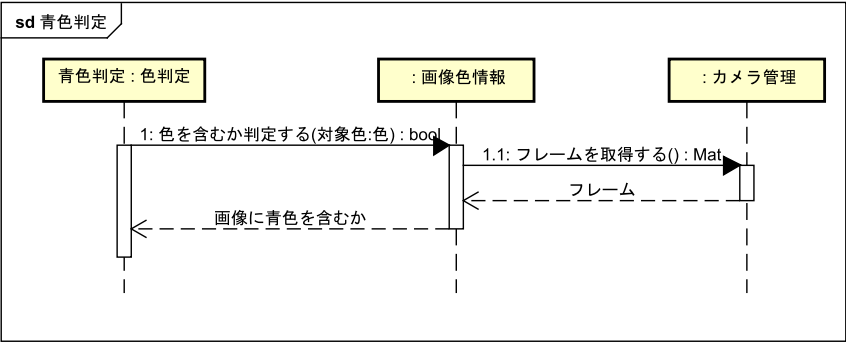 sd 青色判定
青色判定 : 色判定
: 画像色情報
: カメラ管理
1: 色を含むか判定する(対象色:色) : bool
1.1: フレームを取得する() : Mat
フレーム
画像に青色を含むか